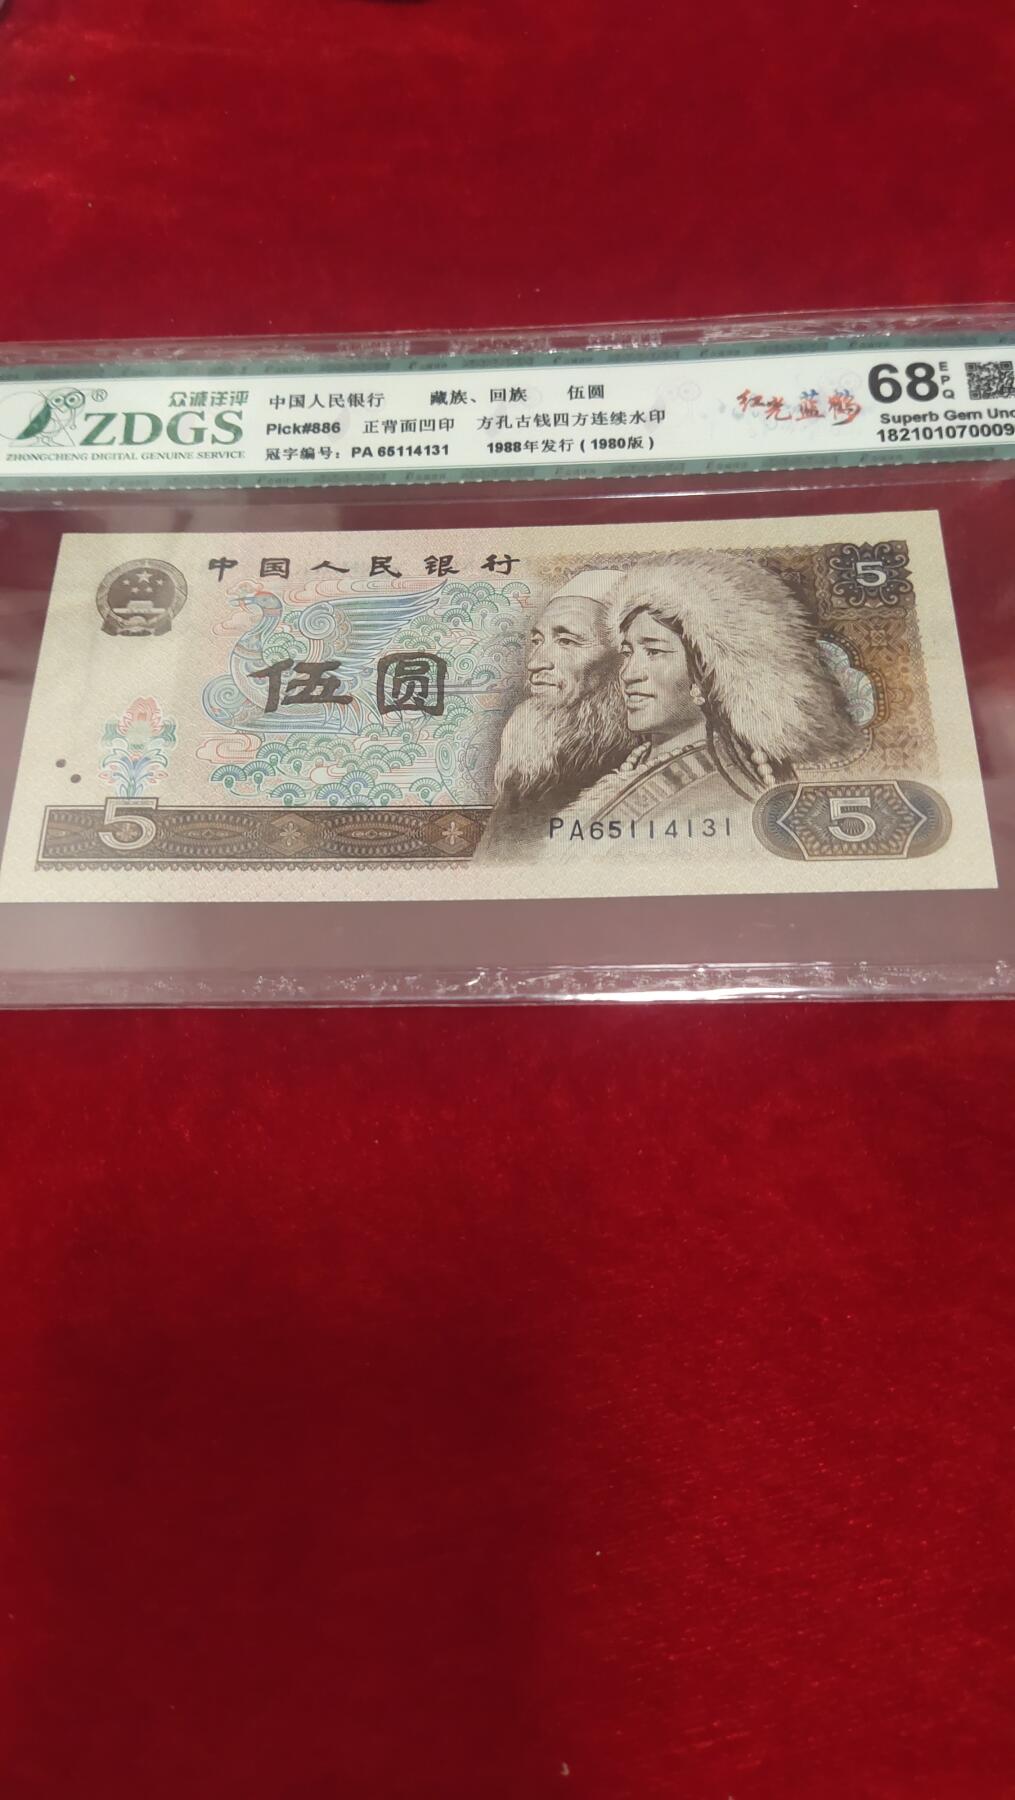 众诚详评
ZDGS®
ZHONGCHENG DIGITAL GENUINE SERVICE
中国人民银行 藏族、回族 伍圆
Pick#886 正背面凹印 方孔古钱四方连续水印
冠字编号：PA 65114131 1988年发行（1980版）
红光蓝鹤
68 EPQ
Superb Gem Unc
182101070009
中国人民银行
5
伍圆
PA65114131
5
5